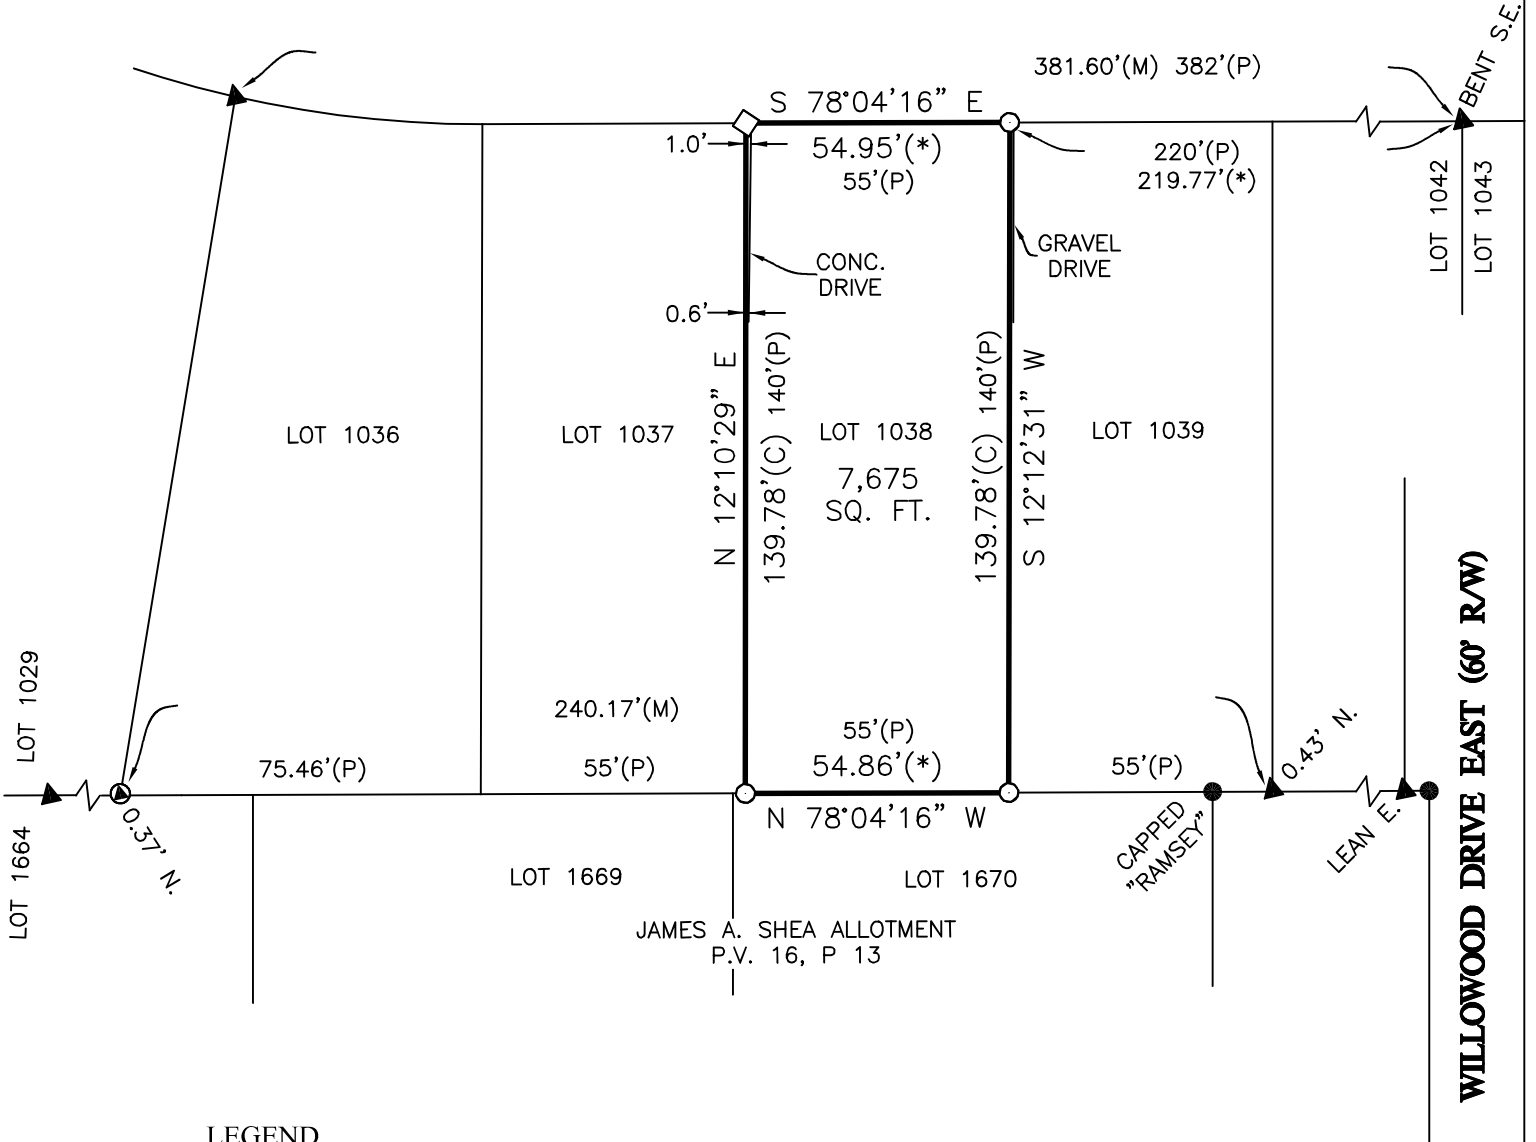 BENT S.E.
381.60'(M) 382'(P)
S 78°04'16" E
1.0'
54.95'(*)
55'(P)
220'(P)
219.77'(*)
LOT 1042
LOT 1043
CONC.
DRIVE
GRAVEL
DRIVE
0.6'
N 12°10'29" E
139.78'(C) 140'(P)
139.78'(C) 140'(P)
S 12°12'31" W
LOT 1036
LOT 1037
LOT 1038
LOT 1039
7,675
SQ. FT.
WILLOWOOD DRIVE EAST (60' R/W)
LOT 1029
LOT 1664
240.17'(M)
75.46'(P)
55'(P)
55'(P)
54.86'(*)
55'(P)
0.43' N.
0.37' N.
N 78°04'16" W
CAPPED
"RAMSEY"
LEAN E.
LOT 1669
LOT 1670
JAMES A. SHEA ALLOTMENT
P.V. 16, P 13
LEGEND